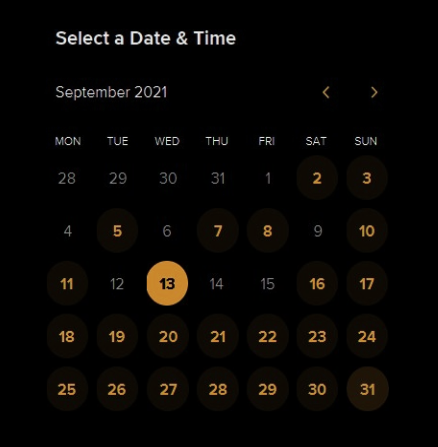 Select a Date & Time
September 2021
MON TUE WED THU FRI SAT SUN
28 29 30 31 1 2 3
4 5 6 7 8 9 10
11 12 13 14 15 16 17
18 19 20 21 22 23 24
25 26 27 28 29 30 31